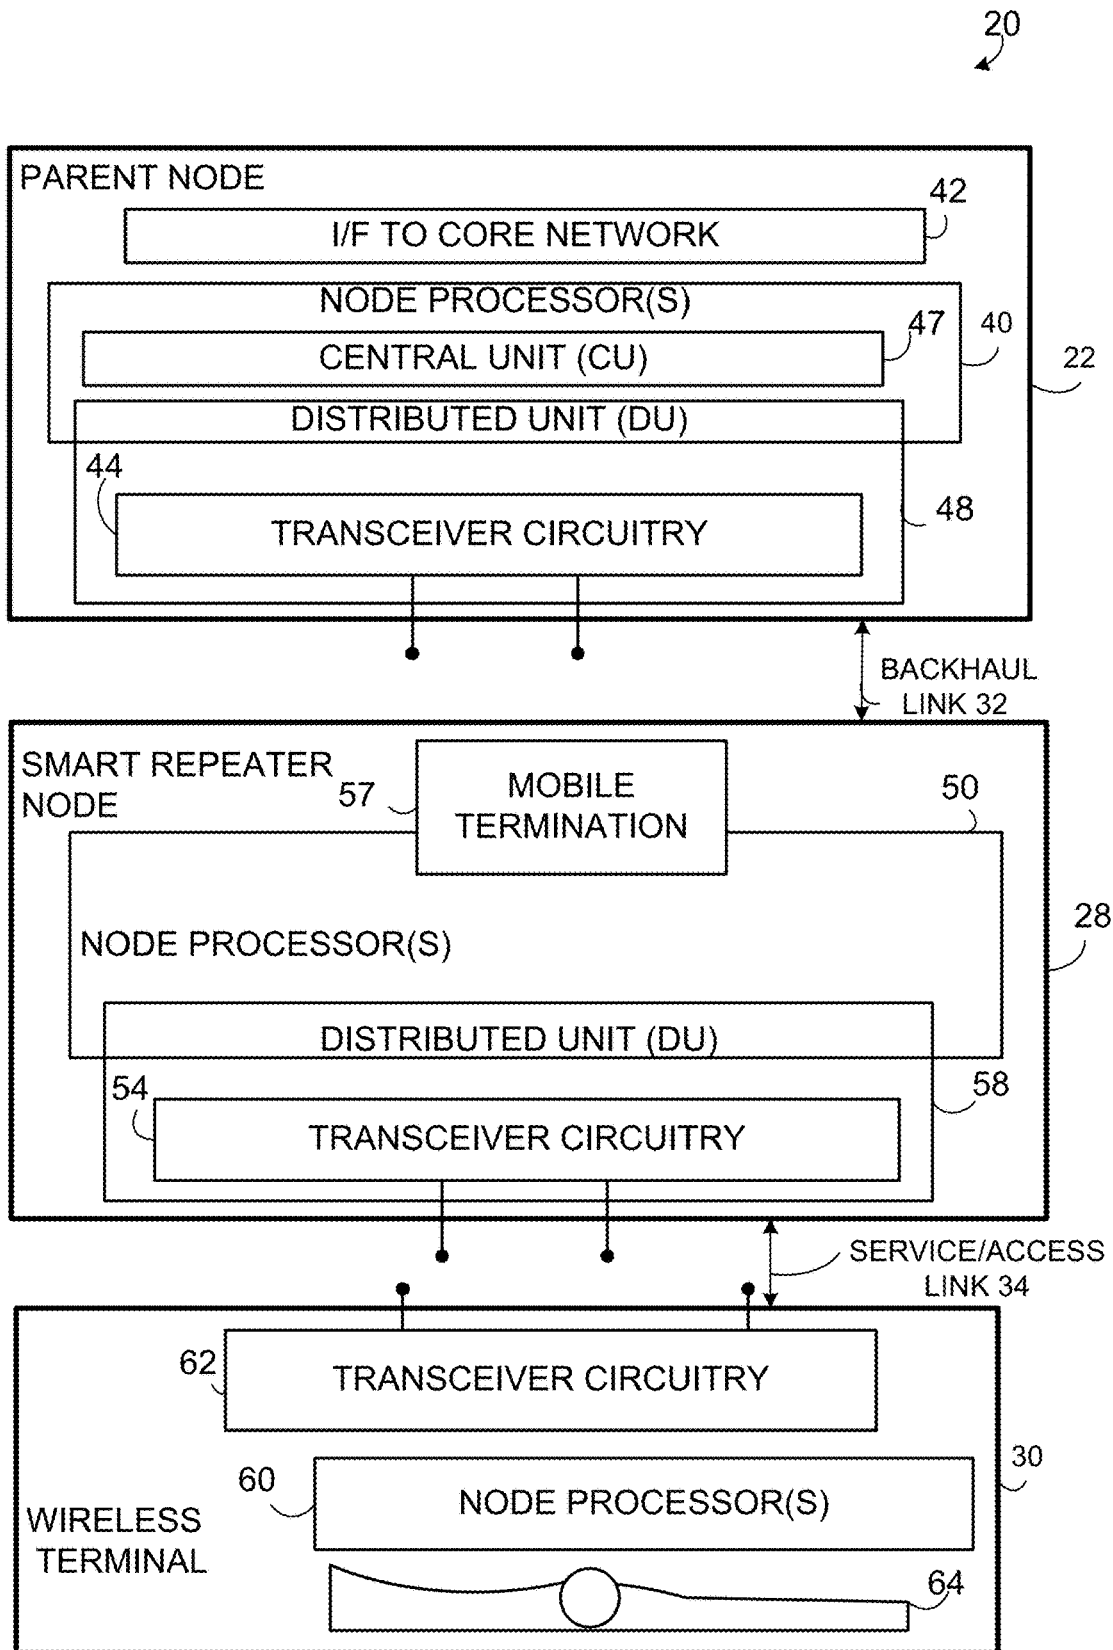 20
PARENT NODE
42
I/F TO CORE NETWORK
NODE PROCESSOR(S)
47
40
CENTRAL UNIT (CU)
22
DISTRIBUTED UNIT (DU)
44
48
TRANSCEIVER CIRCUITRY
BACKHAUL
LINK 32
SMART REPEATER
NODE
57
MOBILE
TERMINATION
50
28
NODE PROCESSOR(S)
DISTRIBUTED UNIT (DU)
54
58
TRANSCEIVER CIRCUITRY
SERVICE/ACCESS
LINK 34
62
TRANSCEIVER CIRCUITRY
30
60
NODE PROCESSOR(S)
WIRELESS
TERMINAL
64